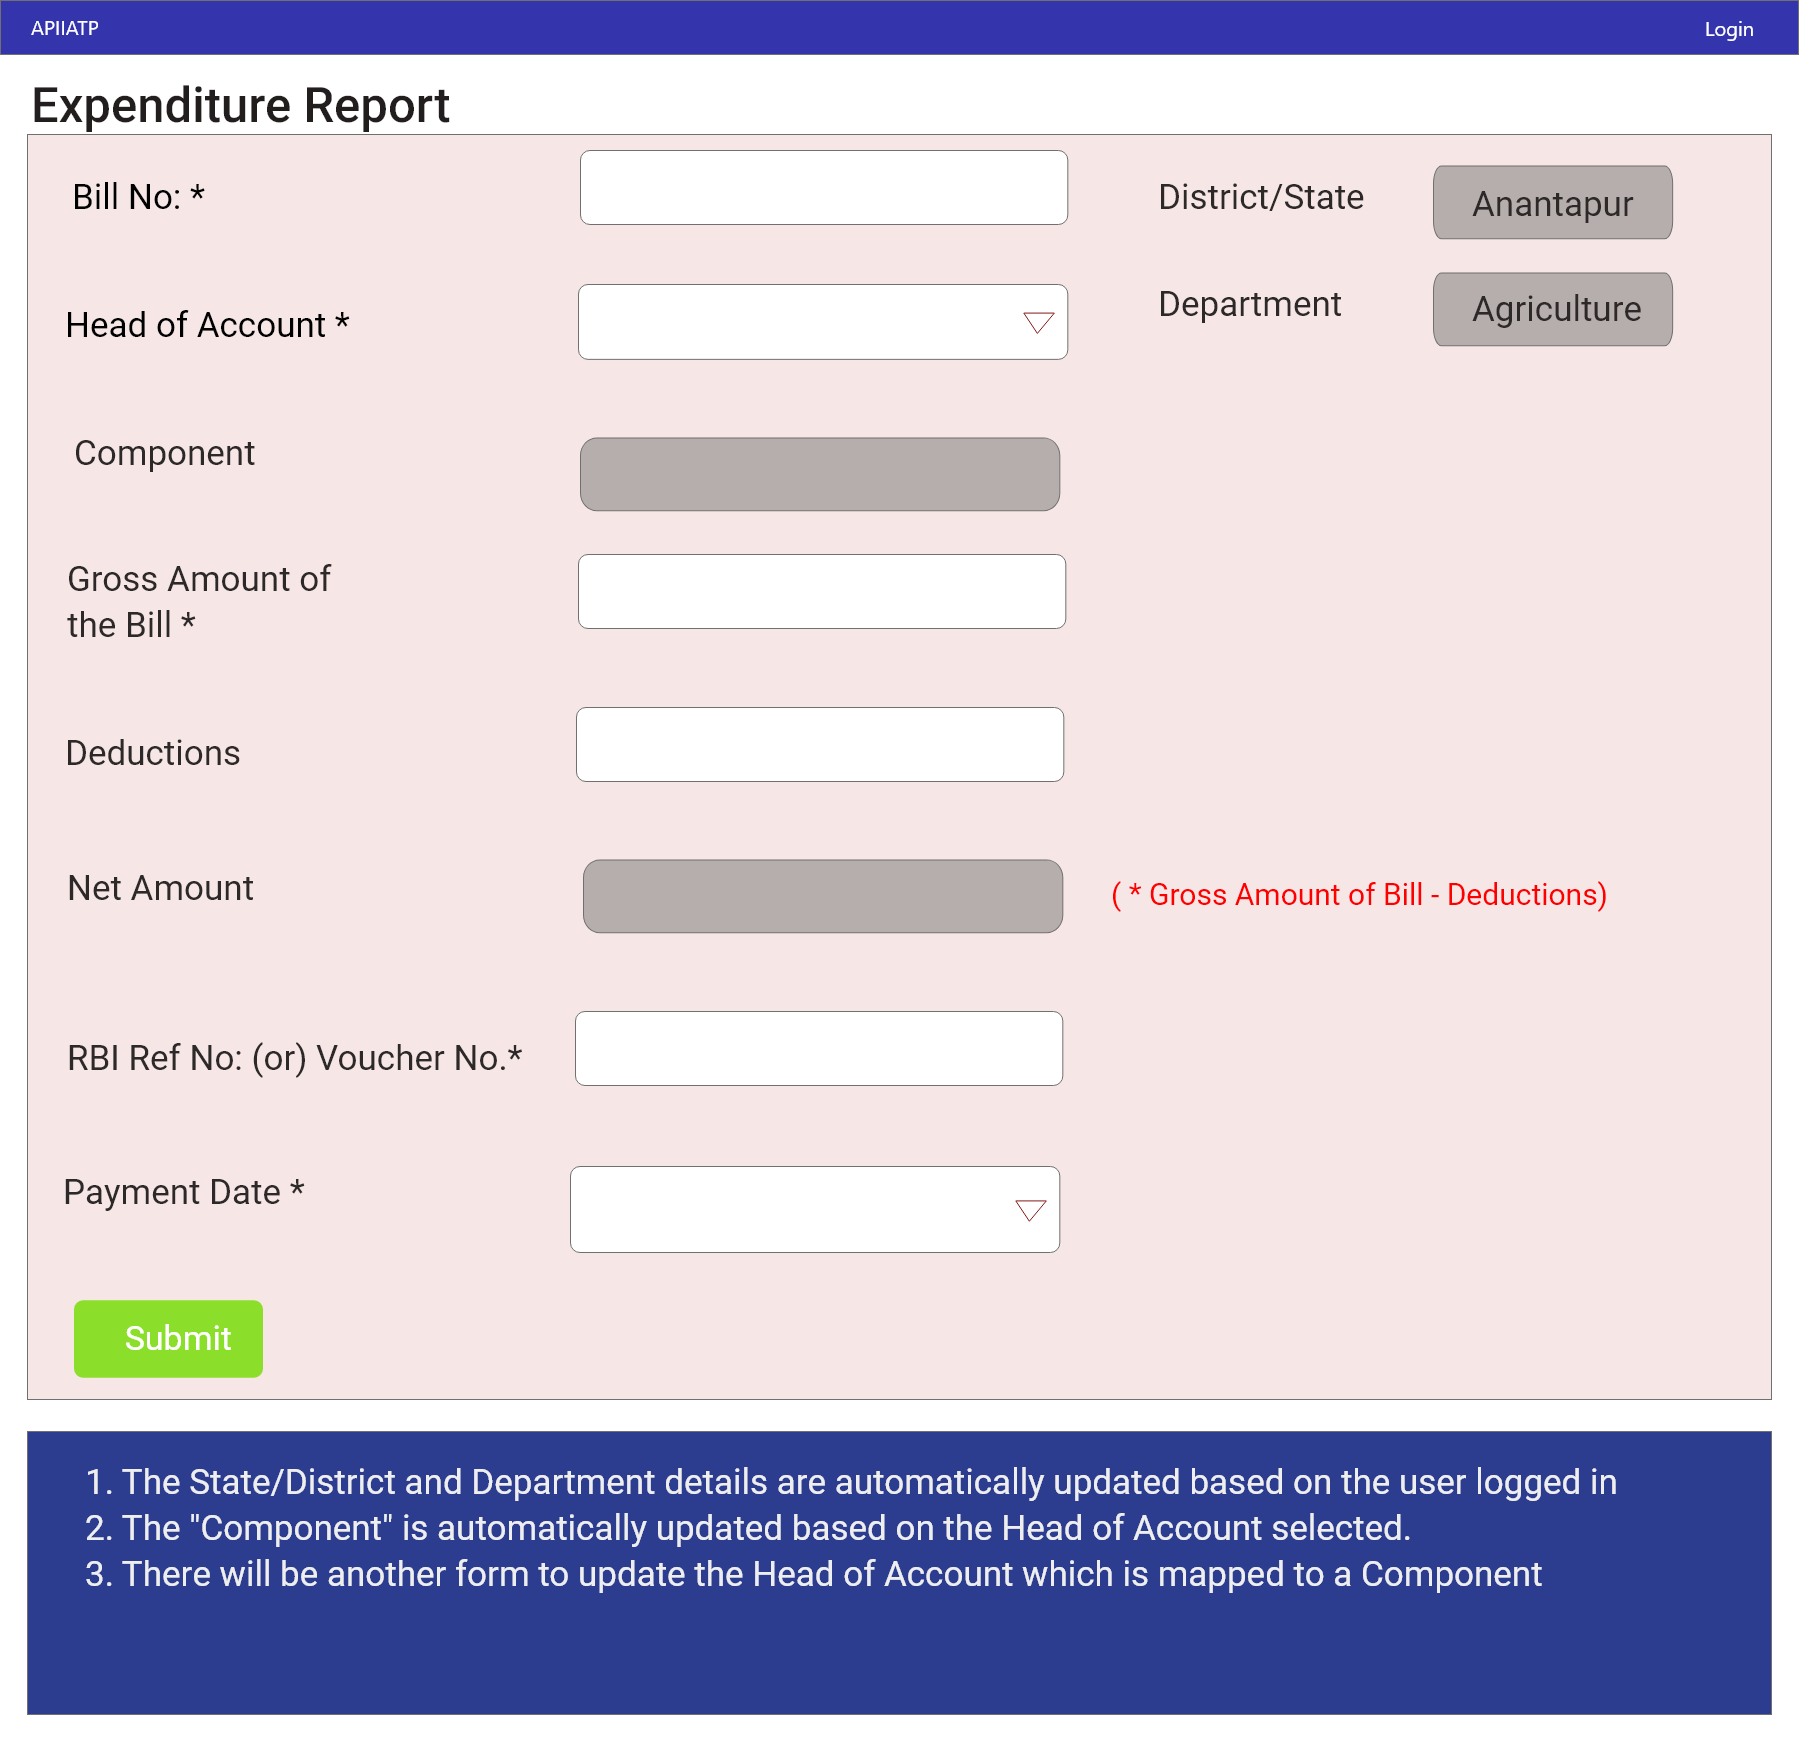 APIIATP
Login
Expenditure Report
Bill No: *
District/State
Anantapur
Head of Account *
Department
Agriculture
Component
Gross Amount of
the Bill *
Deductions
Net Amount
( * Gross Amount of Bill - Deductions)
RBI Ref No: (or) Voucher No.*
Payment Date *
Submit
1. The State/District and Department details are automatically updated based on the user logged in
2. The "Component" is automatically updated based on the Head of Account selected.
3. There will be another form to update the Head of Account which is mapped to a Component